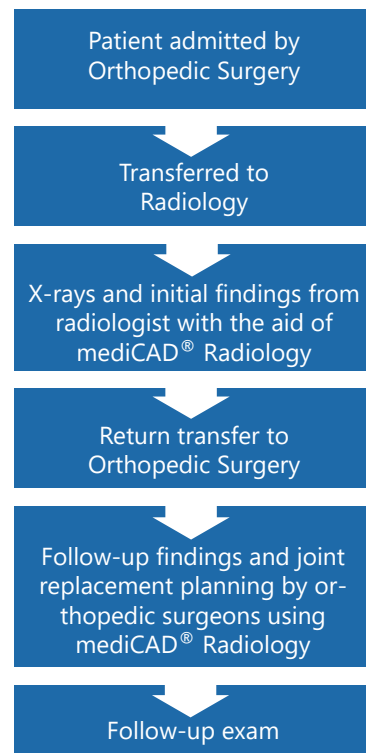 Patient admitted by
Orthopedic Surgery
Transferred to
Radiology
X-rays and initial findings from
radiologist with the aid of
mediCAD® Radiology
Return transfer to
Orthopedic Surgery
Follow-up findings and joint
replacement planning by or-
thopedic surgeons using
mediCAD® Radiology
Follow-up exam